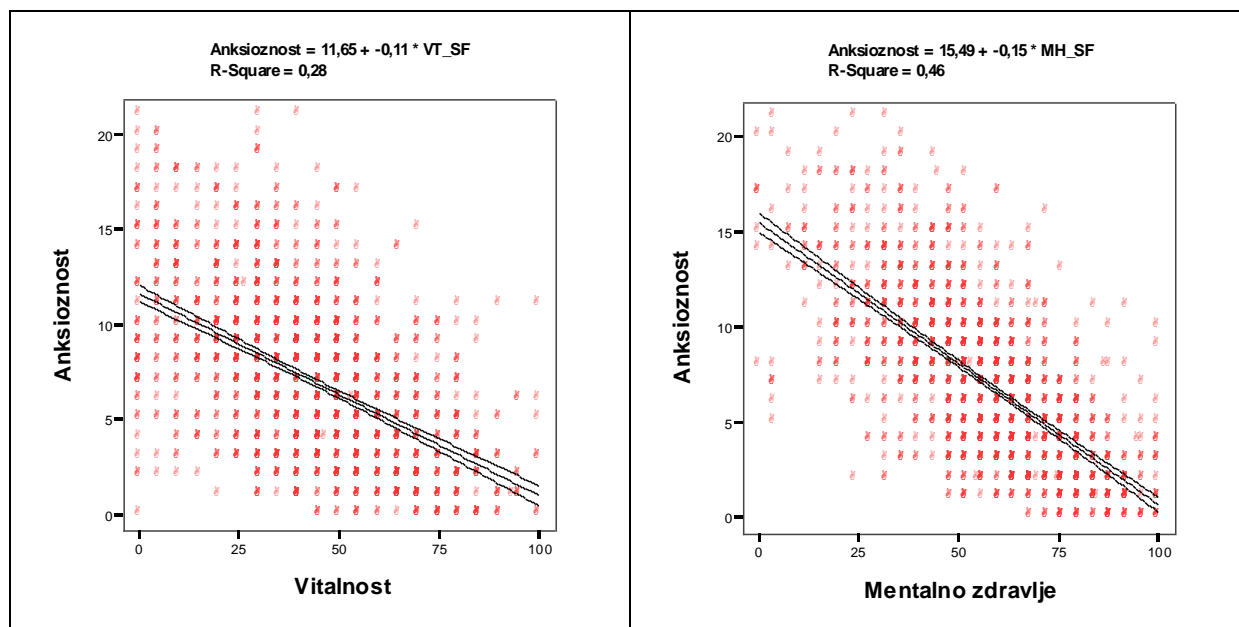 Anksioznost = 11,65 + -0,11 * VT_SF
R-Square = 0,28
20
15
10
5
0
Anksioznost
0 25 50 75 100
Vitalnost
Anksioznost = 15,49 + -0,15 * MH_SF
R-Square = 0,46
20
15
10
5
0
Anksioznost
0 25 50 75 100
Mentalno zdravlje